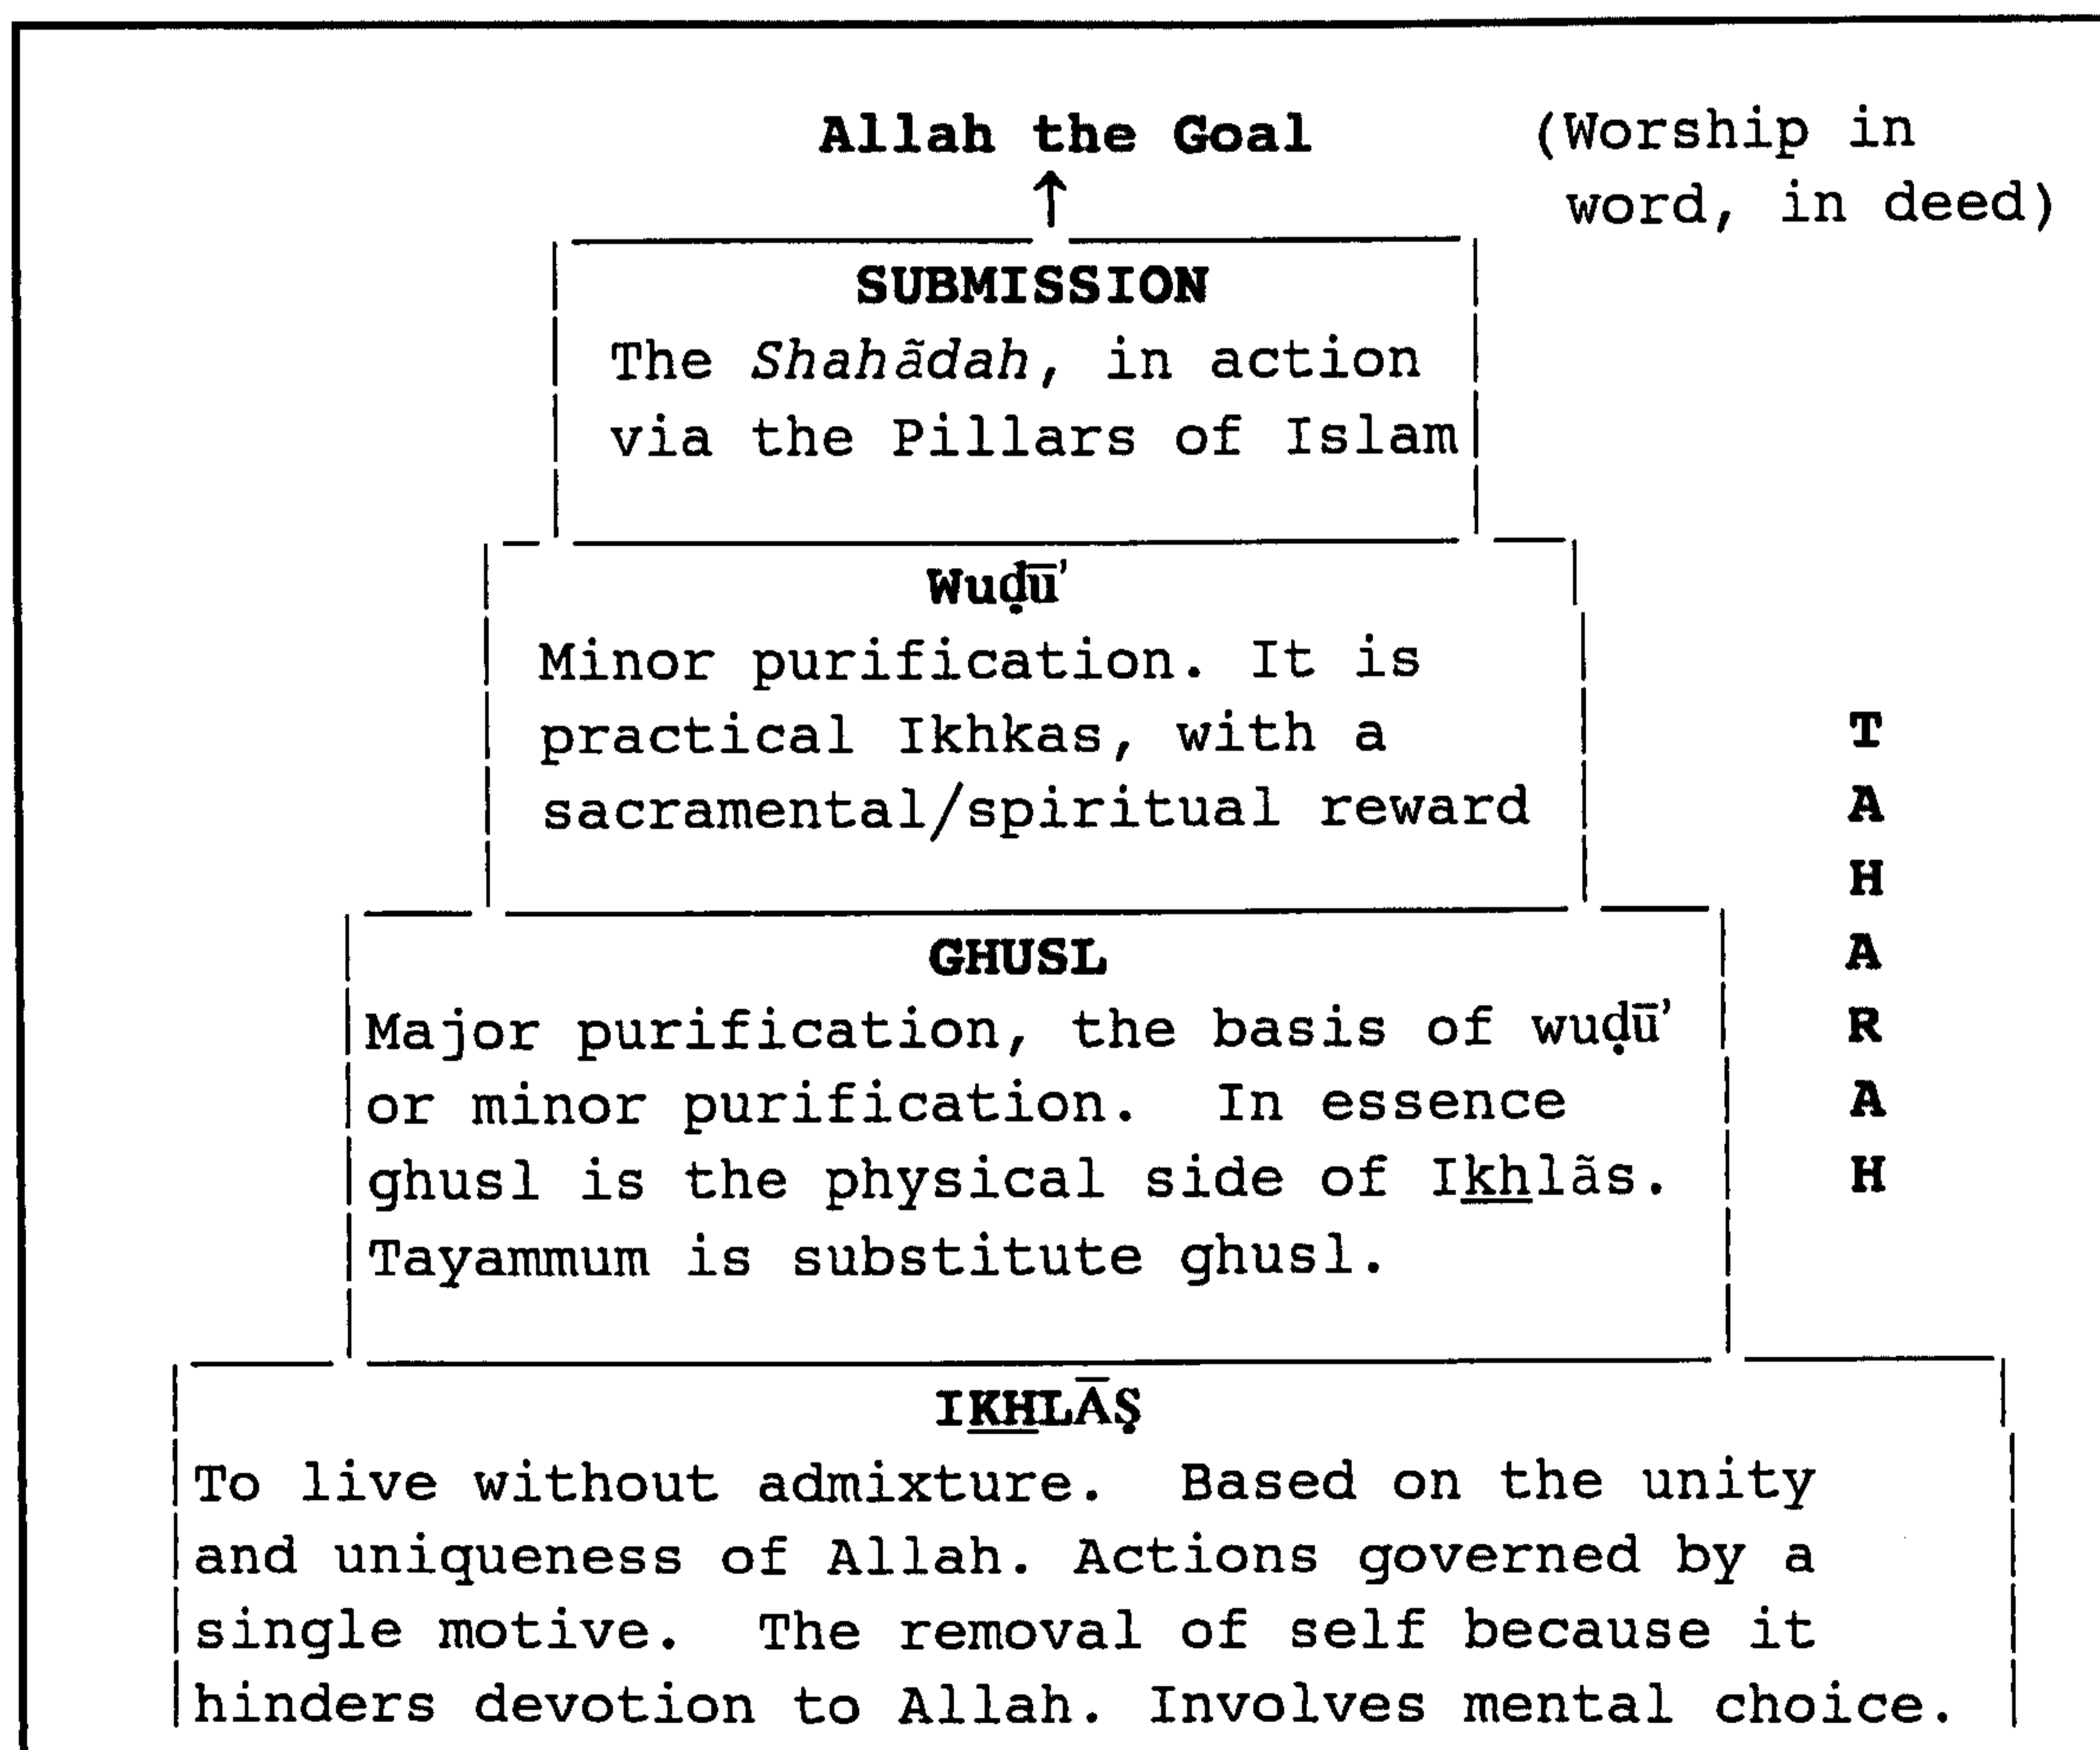 Allah the Goal (Worship in
word, in deed)
↑
SUBMISSION
The Shahãdah, in action
via the Pillars of Islam
Wuḍū’
Minor purification. It is
practical Ikhkas, with a
sacramental/spiritual reward
GHUSL
Major purification, the basis of wuḍū’
or minor purification. In essence
ghusl is the physical side of Ikhlãs.
Tayammum is substitute ghusl.
IKHLĀṢ
To live without admixture. Based on the unity
and uniqueness of Allah. Actions governed by a
single motive. The removal of self because it
hinders devotion to Allah. Involves mental choice.
T
A
H
A
R
A
H